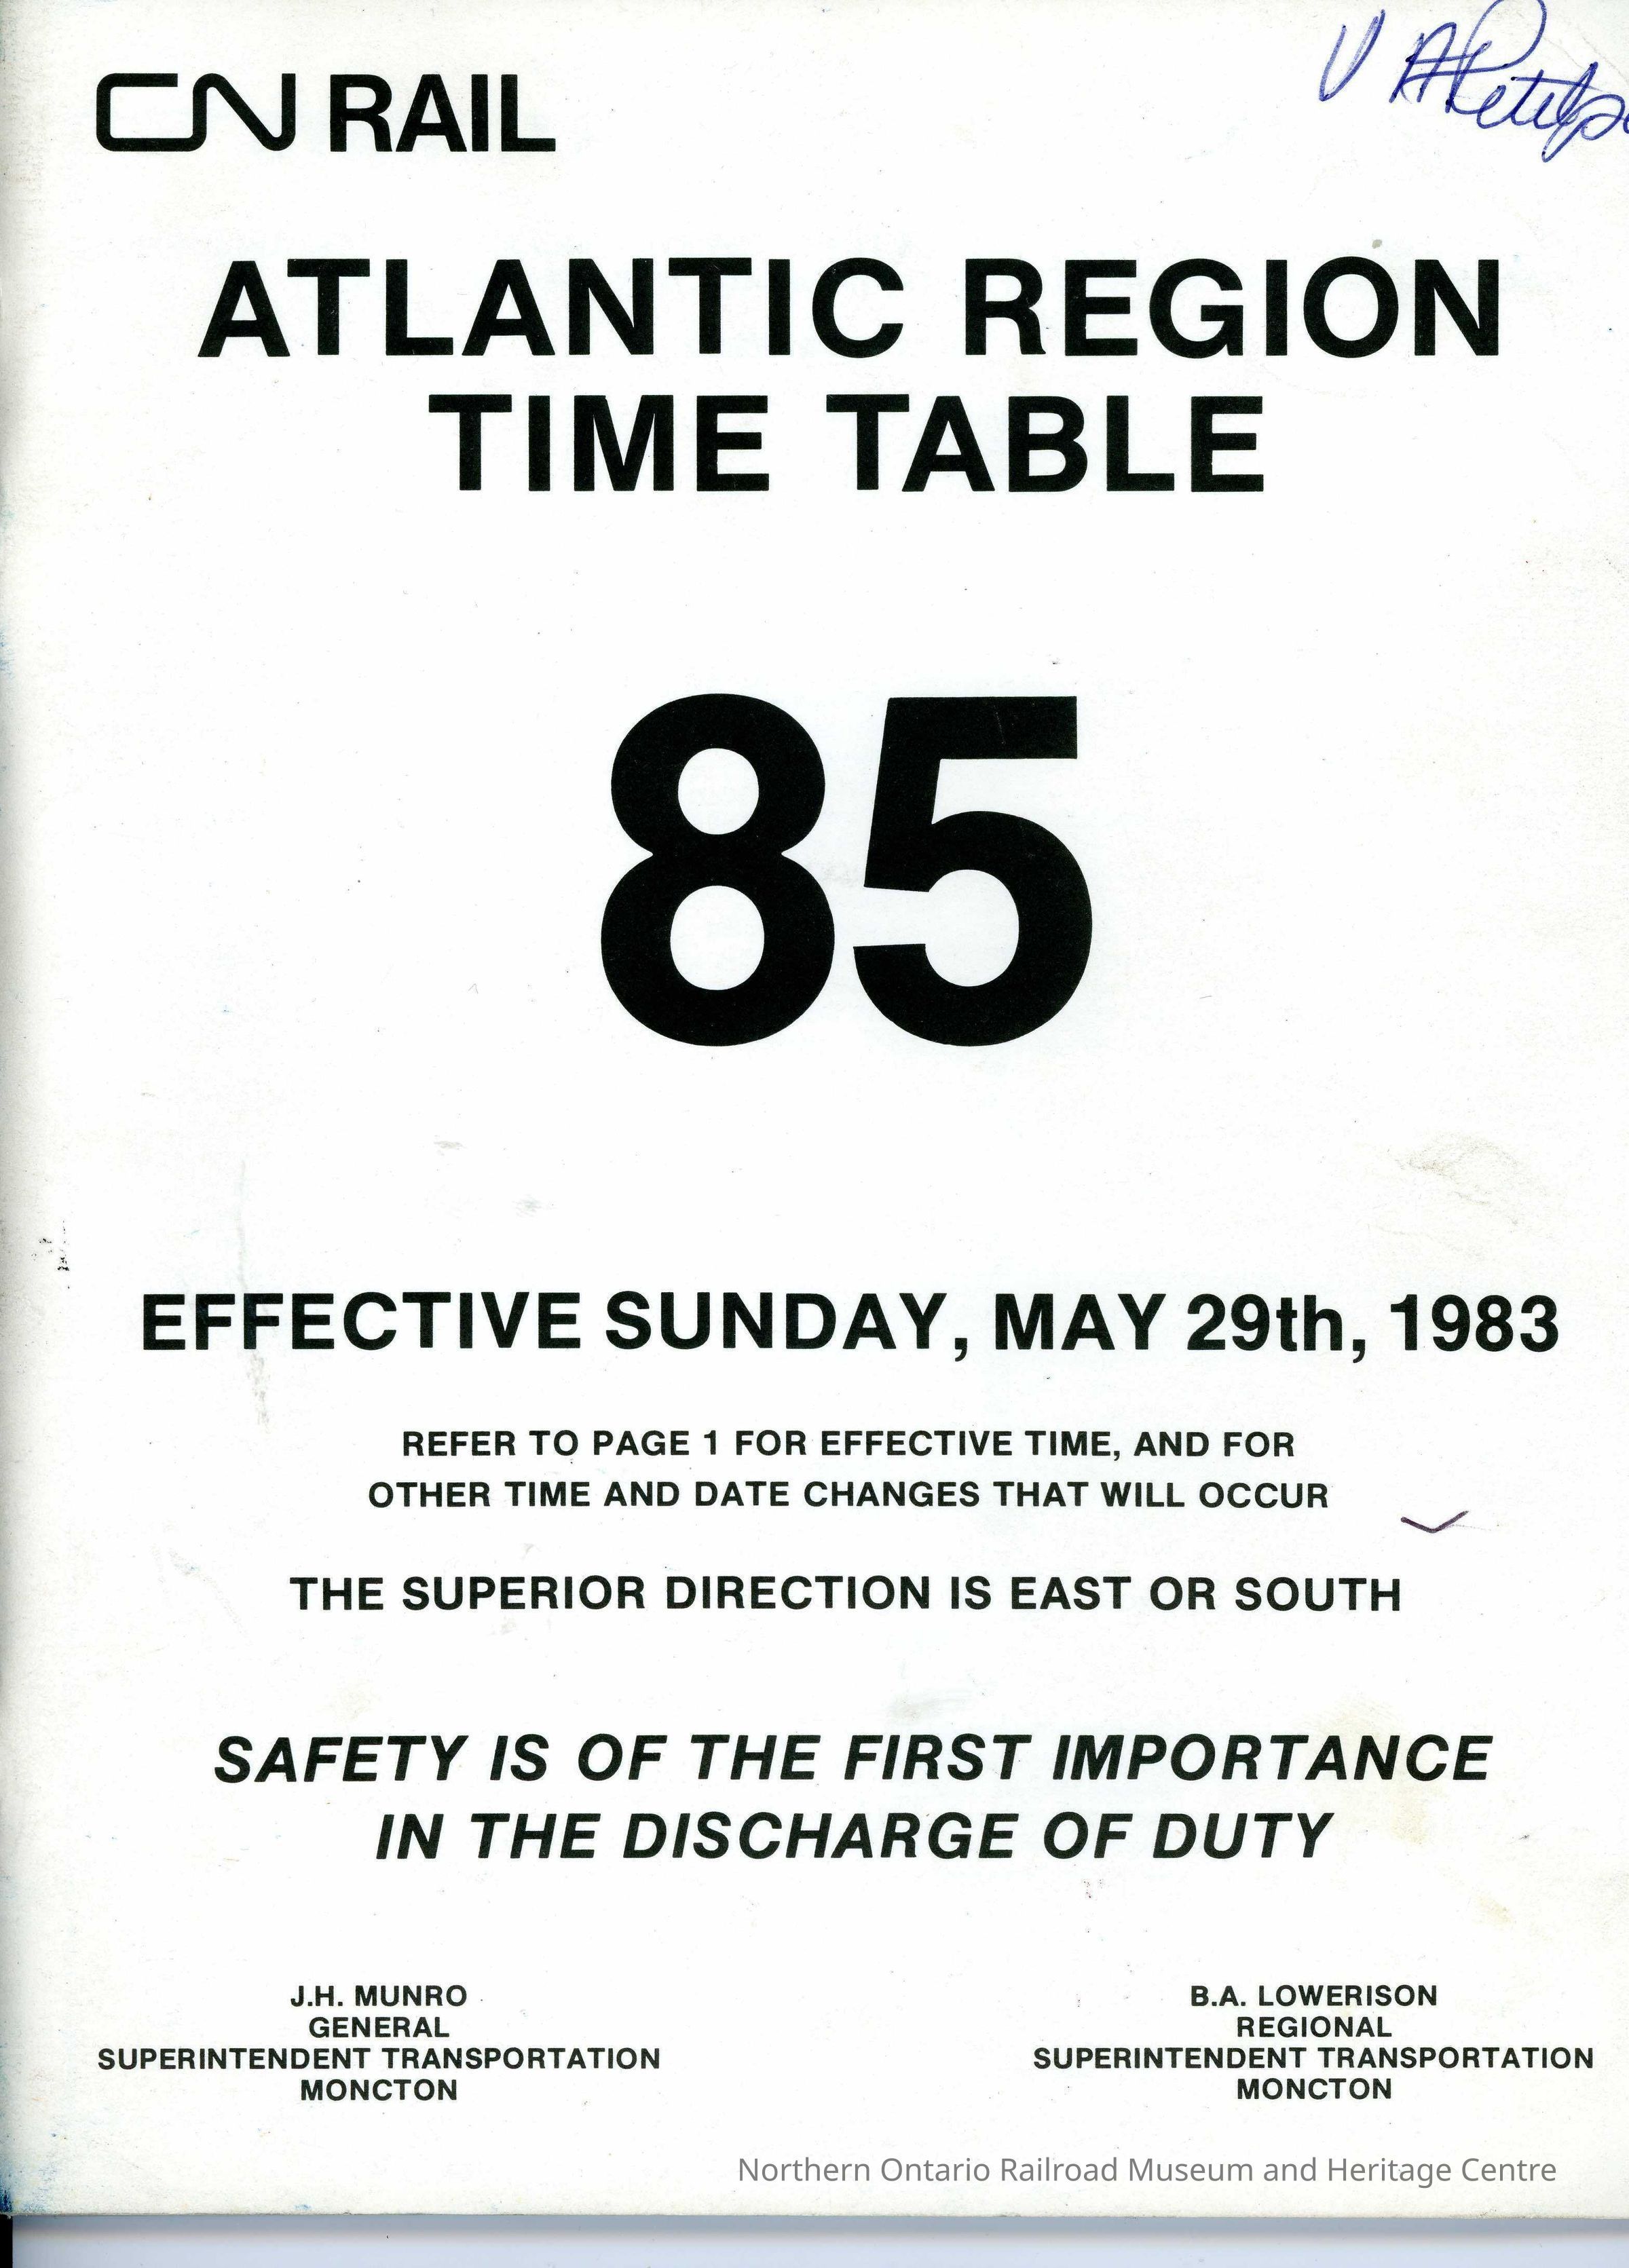 CN RAIL
ATLANTIC REGION
TIME TABLE
85
EFFECTIVE SUNDAY, MAY 29th, 1983
REFER TO PAGE 1 FOR EFFECTIVE TIME, AND FOR
OTHER TIME AND DATE CHANGES THAT WILL OCCUR
THE SUPERIOR DIRECTION IS EAST OR SOUTH
SAFETY IS OF THE FIRST IMPORTANCE
IN THE DISCHARGE OF DUTY
J.H. MUNRO
GENERAL
SUPERINTENDENT TRANSPORTATION
MONCTON
B.A. LOWERISON
REGIONAL
SUPERINTENDENT TRANSPORTATION
MONCTON
Northern Ontario Railroad Museum and Heritage Centre